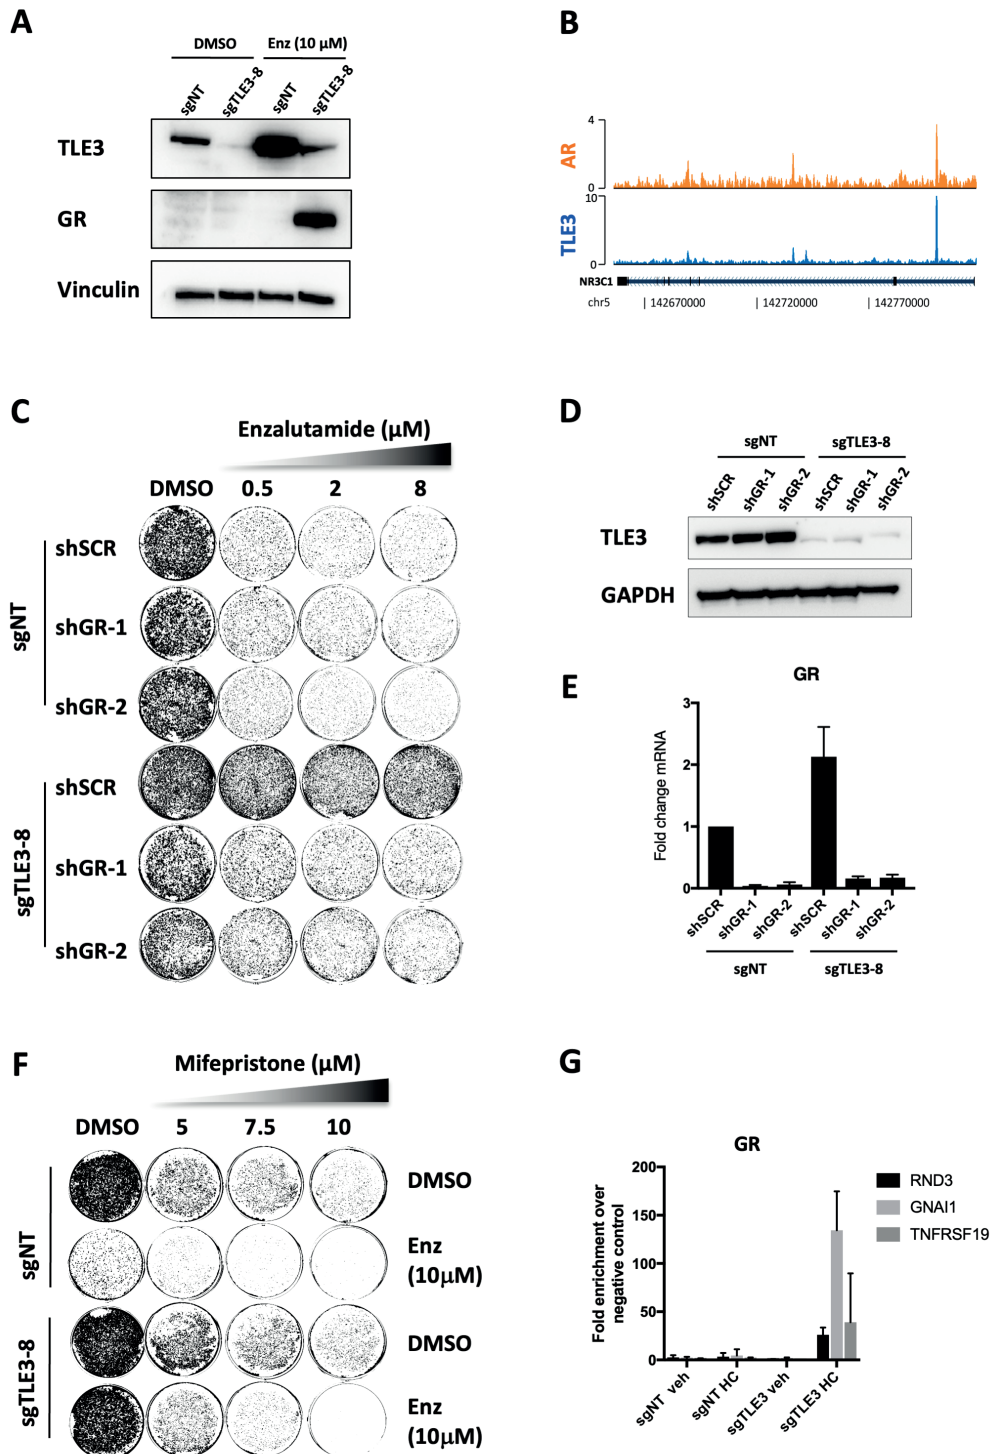 A
DMSO
Enz (10 µM)
sgNT
sgTLE3-8
sgNT
sgTLE3-8
TLE3
GR
Vinculin
B
AR
4
0
TLE3
10
0
NR3C1
chr5
| 142670000
| 142720000
| 142770000
C
Enzalutamide (µM)
DMSO
0.5
2
8
sgNT
shSCR
shGR-1
shGR-2
sgTLE3-8
shSCR
shGR-1
shGR-2
D
sgNT
sgTLE3-8
shSCR
shGR-1
shGR-2
shSCR
shGR-1
shGR-2
TLE3
GAPDH
E
GR
Fold change mRNA
3
2
1
0
shSCR
shGR-1
shGR-2
shSCR
shGR-1
shGR-2
sgNT
sgTLE3-8
F
Mifepristone (µM)
DMSO
5
7.5
10
sgNT
DMSO
Enz
(10µM)
sgTLE3-8
DMSO
Enz
(10µM)
G
GR
Fold enrichment over
negative control
200
150
100
50
0
sgNT veh
sgNT HC
sgTLE3 veh
sgTLE3 HC
RND3
GNAI1
TNFRSF19